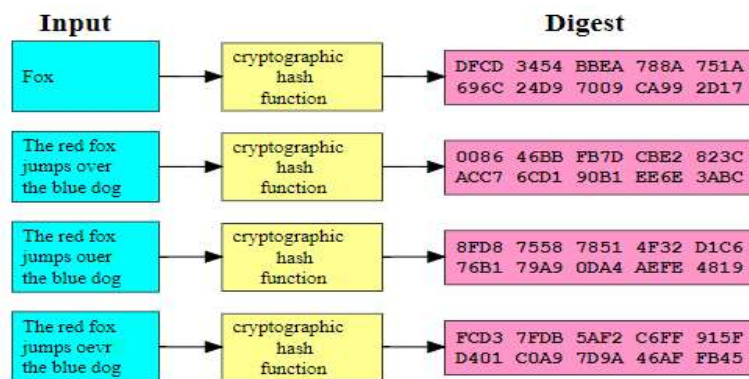 Input
Digest
Fox
cryptographic
hash
function
DFCD 3454 BBEA 788A 751A
696C 24D9 7009 CA99 2D17
The red fox
jumps over
the blue dog
cryptographic
hash
function
0086 46BB FB7D CBE2 823C
ACC7 6CD1 90B1 EE6E 3ABC
The red fox
jumps ouer
the blue dog
cryptographic
hash
function
8FD8 7558 7851 4F32 D1C6
76B1 79A9 0DA4 AEFE 4819
The red fox
jumps oevr
the blue dog
cryptographic
hash
function
FCD3 7FDB 5AF2 C6FF 915F
D401 C0A9 7D9A 46AF FB45